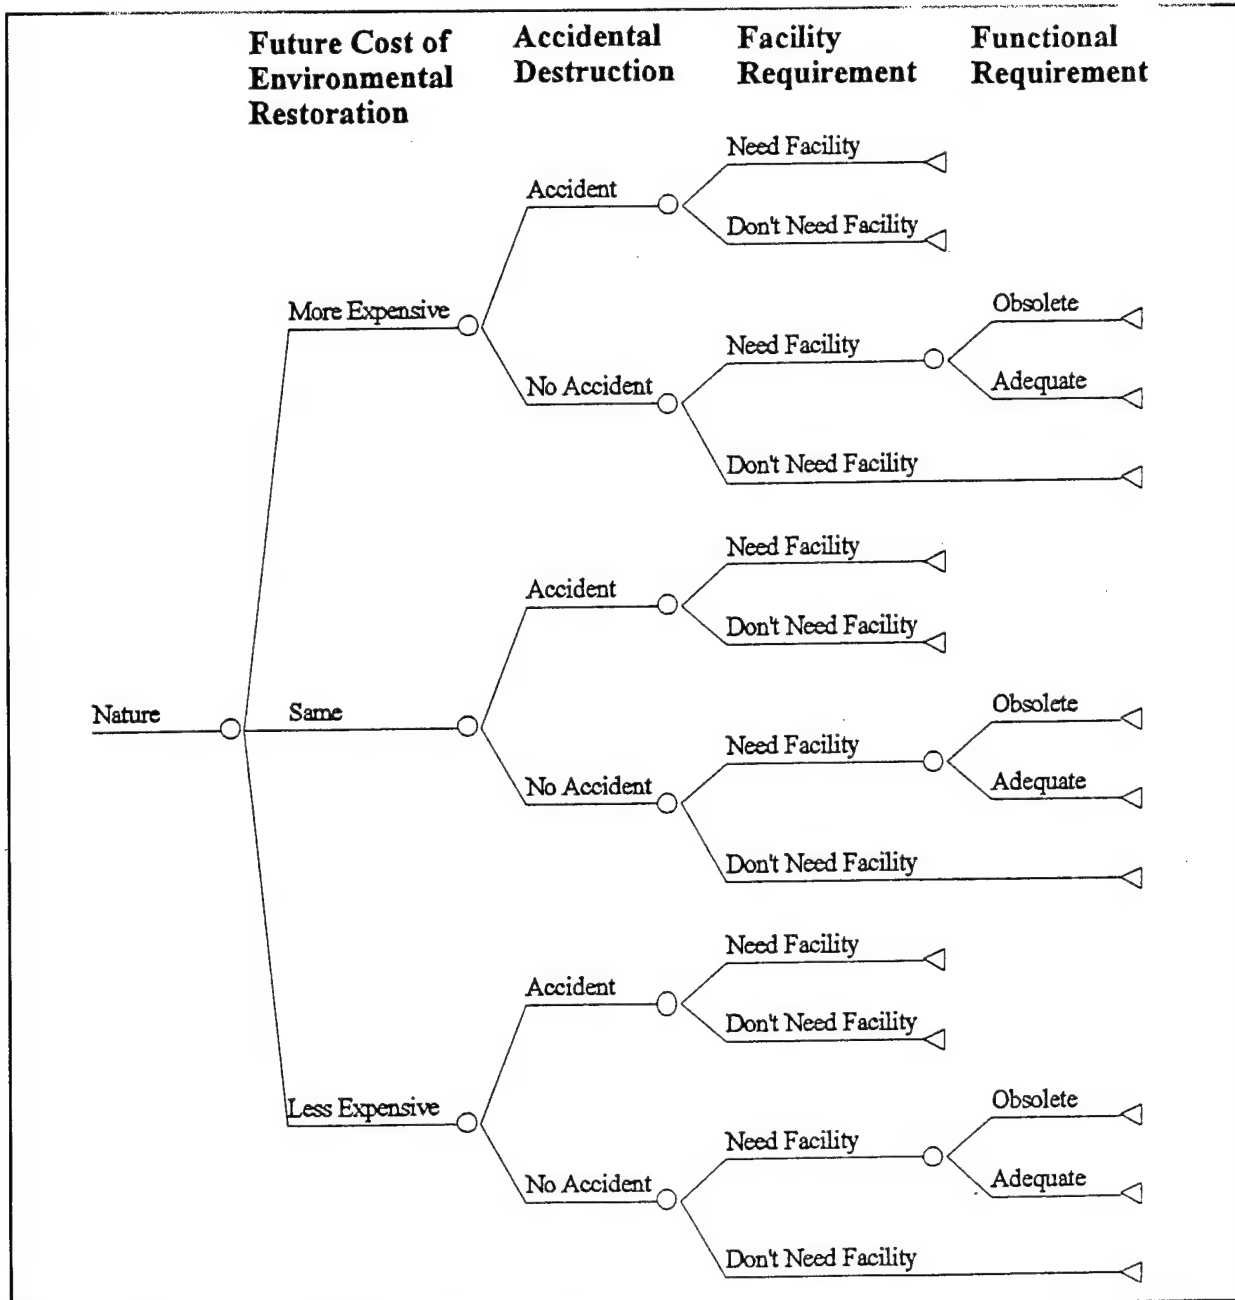 Future Cost of
Environmental
Restoration
Accidental
Destruction
Facility
Requirement
Functional
Requirement
Need Facility
Accident
Don't Need Facility
More Expensive
Obsolete
Need Facility
No Accident
Adequate
Don't Need Facility
Need Facility
Accident
Don't Need Facility
Nature
Same
Obsolete
Need Facility
No Accident
Adequate
Don't Need Facility
Need Facility
Accident
Don't Need Facility
Less Expensive
Obsolete
Need Facility
No Accident
Adequate
Don't Need Facility